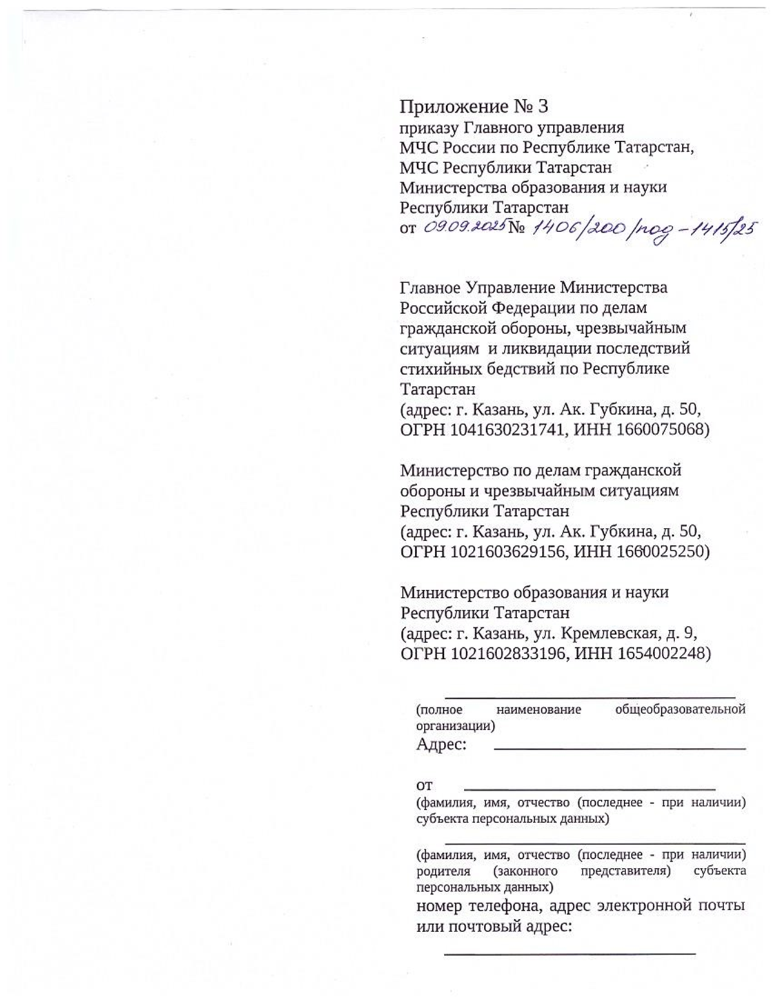 Приложение № 3
приказу Главного управления
МЧС России по Республике Татарстан,
МЧС Республики Татарстан
Министерства образования и науки
Республики Татарстан
от 09.09.2025 № 1406/200/под-1415/25
Главное Управление Министерства
Российской Федерации по делам
гражданской обороны, чрезвычайным
ситуациям и ликвидации последствий
стихийных бедствий по Республике
Татарстан
(адрес: г. Казань, ул. Ак. Губкина, д. 50,
ОГРН 1041630231741, ИНН 1660075068)
Министерство по делам гражданской
обороны и чрезвычайным ситуациям
Республики Татарстан
(адрес: г. Казань, ул. Ак. Губкина, д. 50,
ОГРН 1021603629156, ИНН 1660025250)
Министерство образования и науки
Республики Татарстан
(адрес: г. Казань, ул. Кремлевская, д. 9,
ОГРН 1021602833196, ИНН 1654002248)
(полное наименование общеобразовательной
организации)
Адрес:
от
(фамилия, имя, отчество (последнее - при наличии)
субъекта персональных данных)
(фамилия, имя, отчество (последнее - при наличии)
родителя (законного представителя) субъекта
персональных данных)
номер телефона, адрес электронной почты
или почтовый адрес: